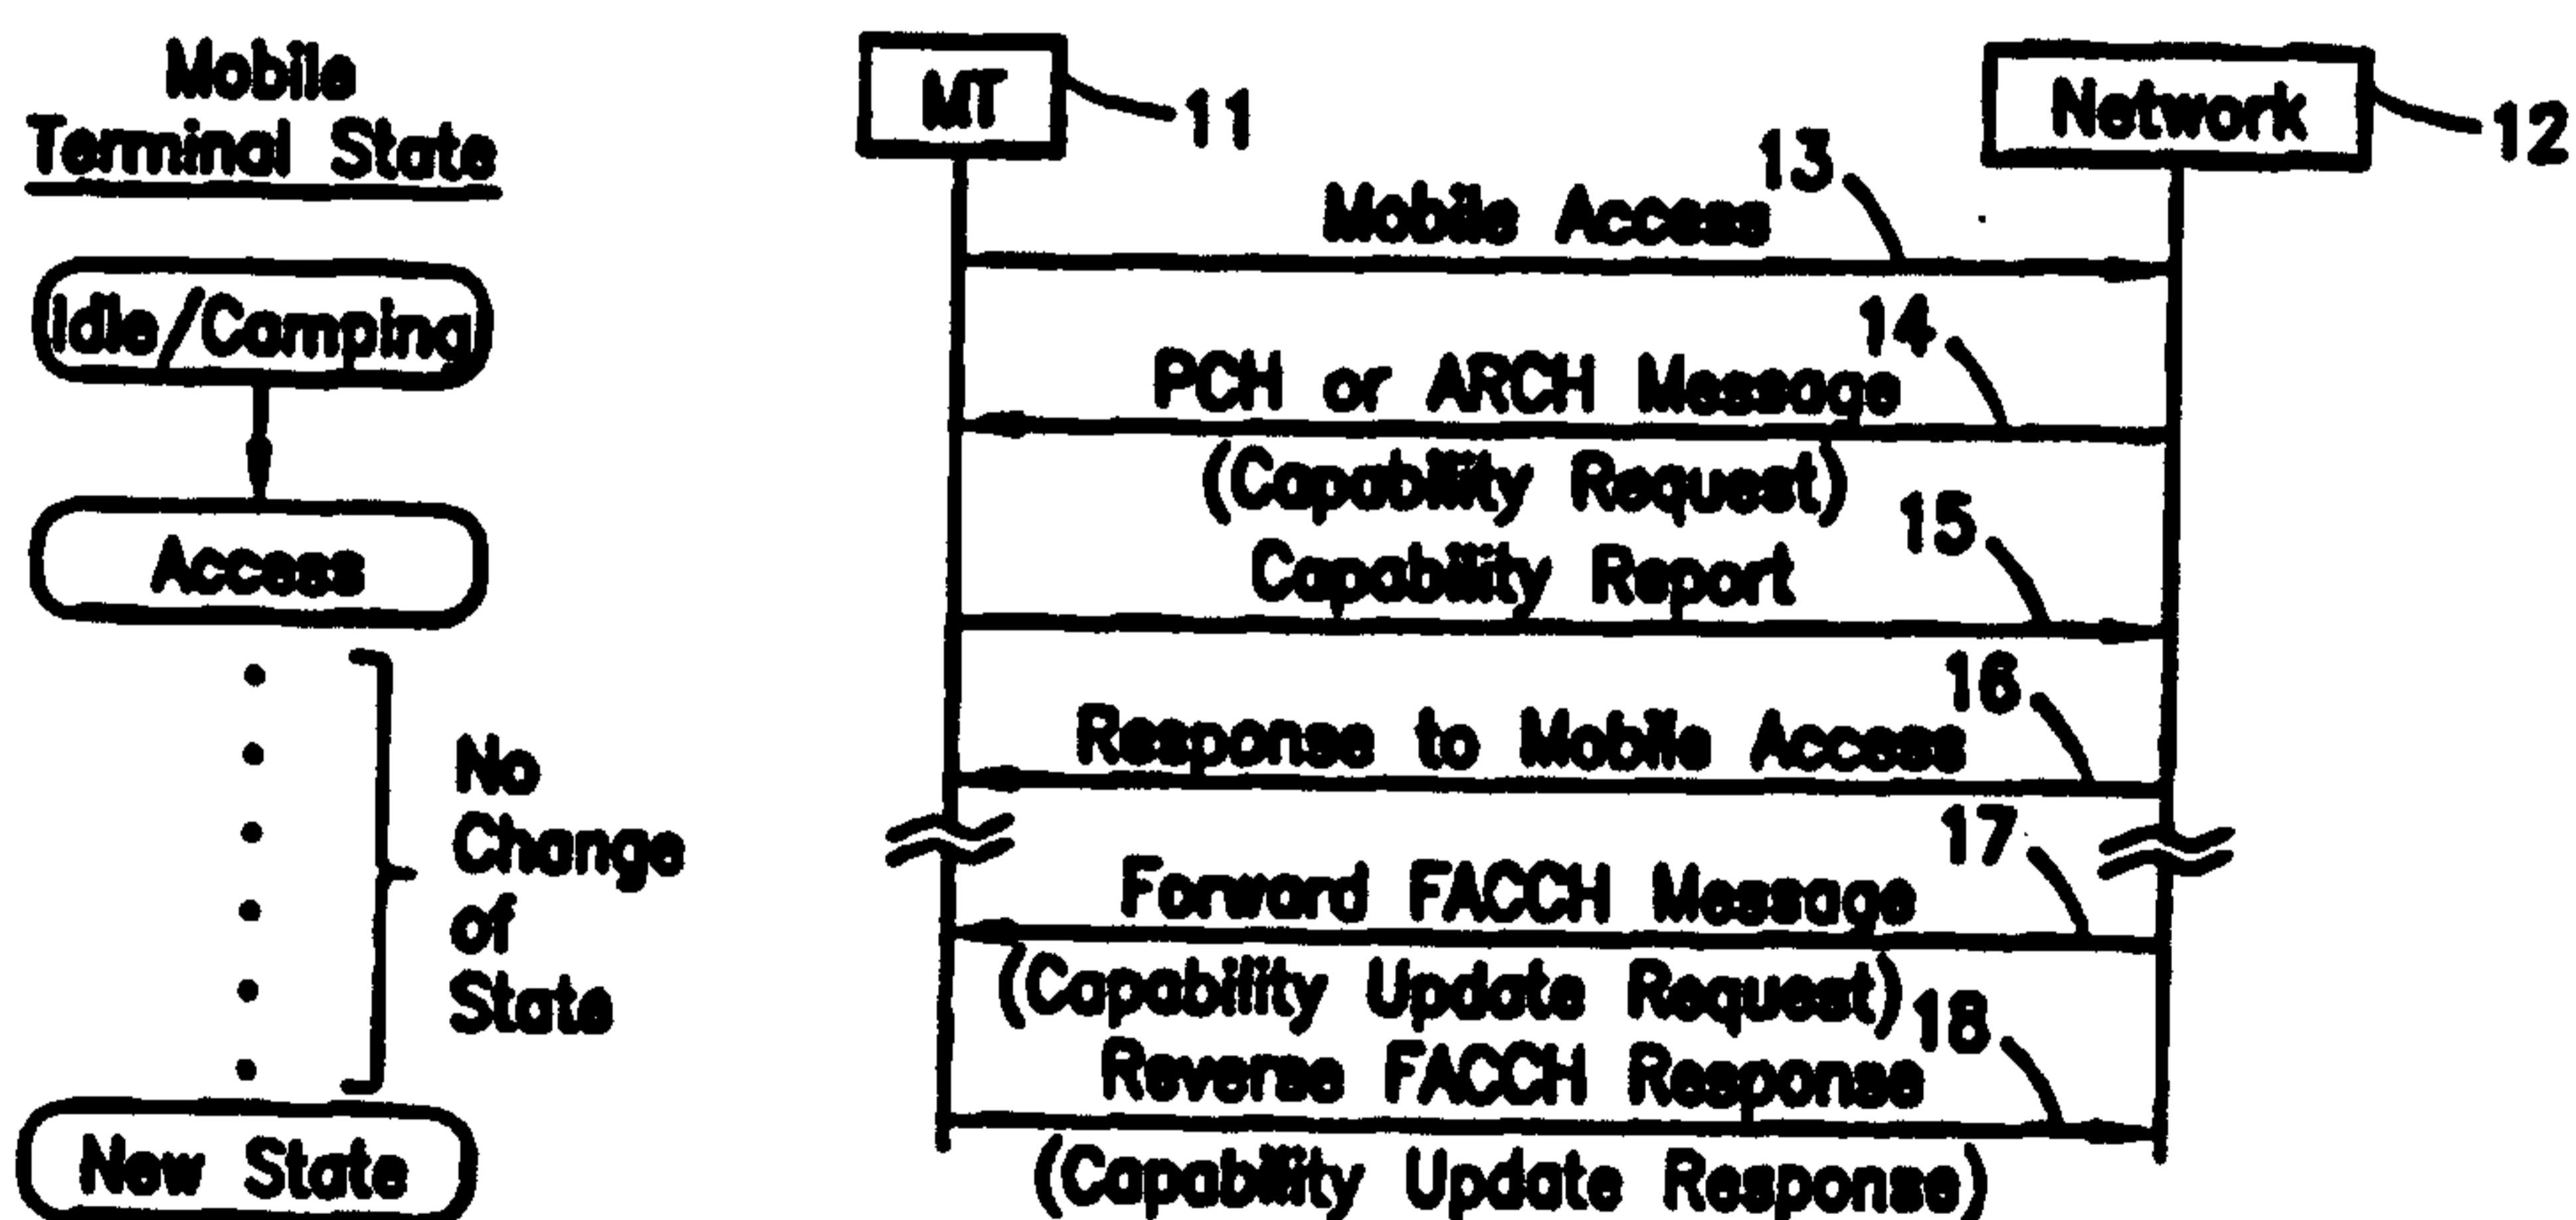 Mobile
Terminal State
Idle/Camping
Access
No
Change
of
State
New State
MT
11
Network
12
13
Mobile Access
14
PCH or ARCH Message
(Capability Request)
15
Capability Report
16
Response to Mobile Access
17
Forward FACCH Message
(Capability Update Request)
18
Reverse FACCH Response
(Capability Update Response)